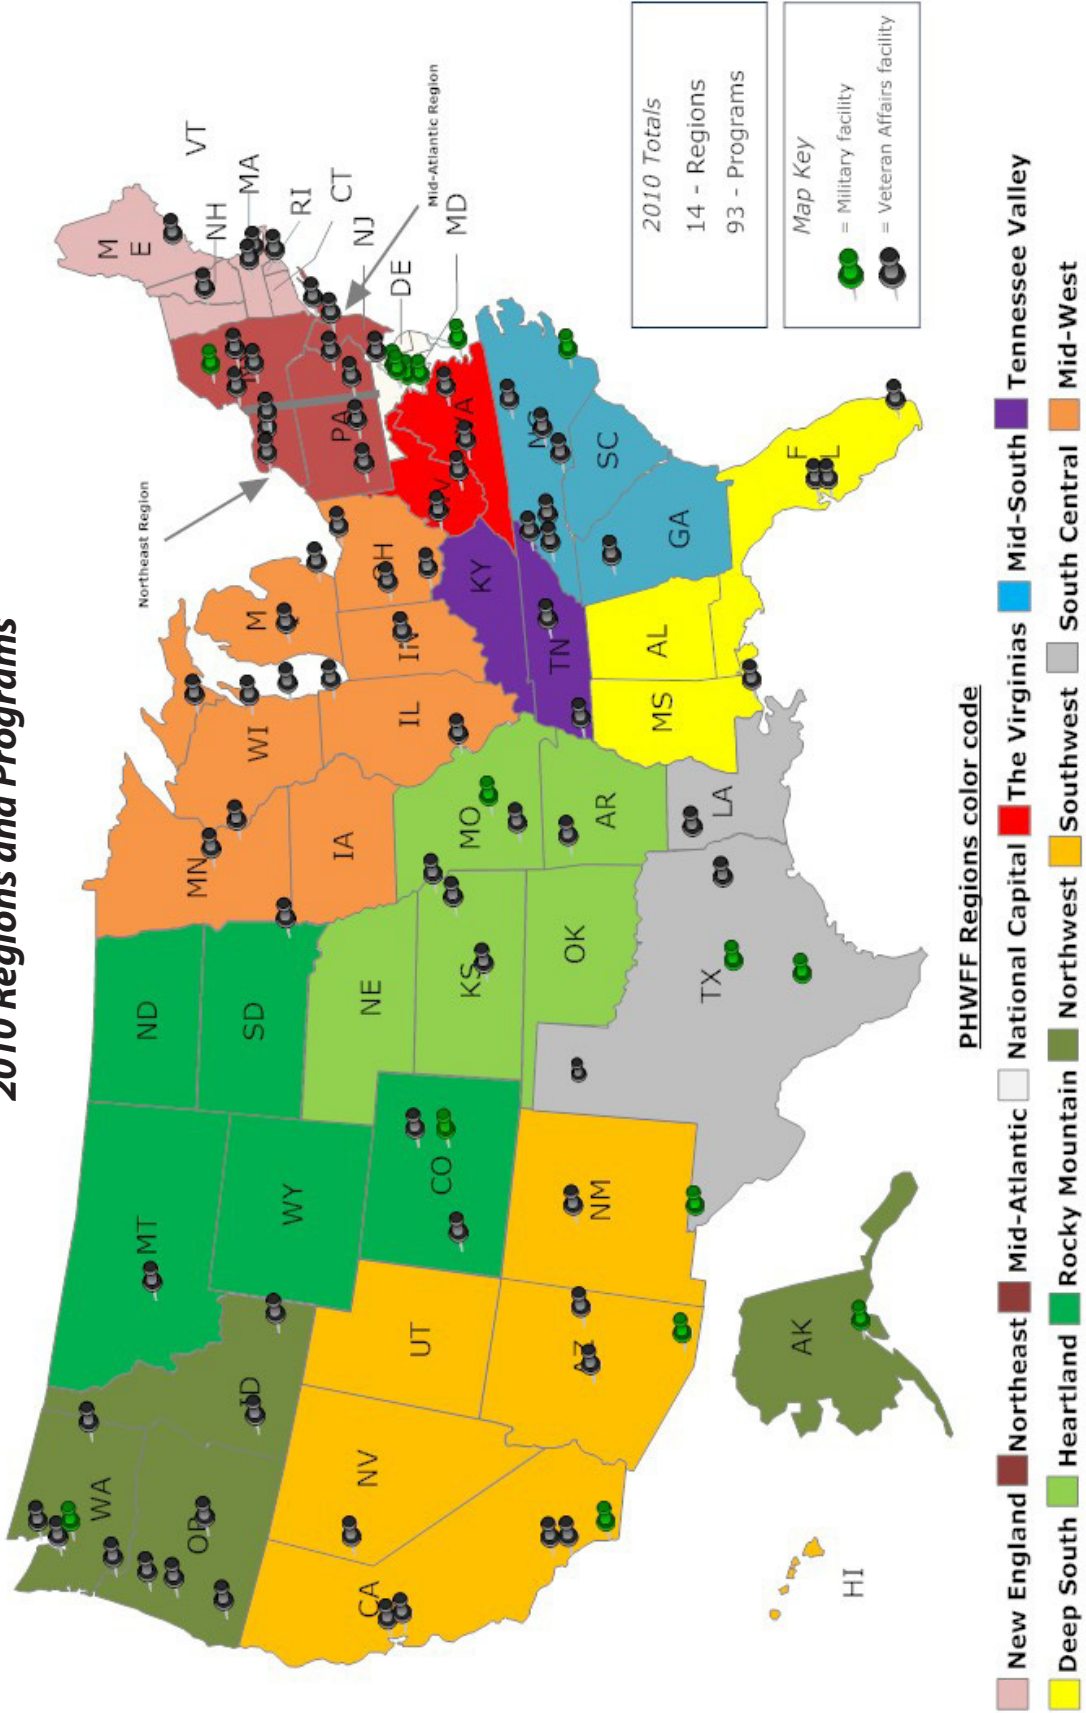 2010 Regions and Programs
Northeast Region
Mid-Atlantic Region
VT
NH
MA
RI
CT
NJ
DE
MD
M
E
WA
MT
ND
MN
WI
M
OR
ID
WY
SD
IA
IL
IN
OH
PA
CA
NV
UT
CO
NE
KS
MO
KY
WV
VA
AZ
NM
OK
AR
TN
NC
SC
TX
LA
MS
AL
GA
F
L
AK
HI
2010 Totals
14 - Regions
93 - Programs
Map Key
= Military facility
= Veteran Affairs facility
PHWFF Regions color code
New England Northeast Mid-Atlantic National Capital The Virginias Mid-South Tennessee Valley
Deep South Heartland Rocky Mountain Northwest Southwest South Central Mid-West